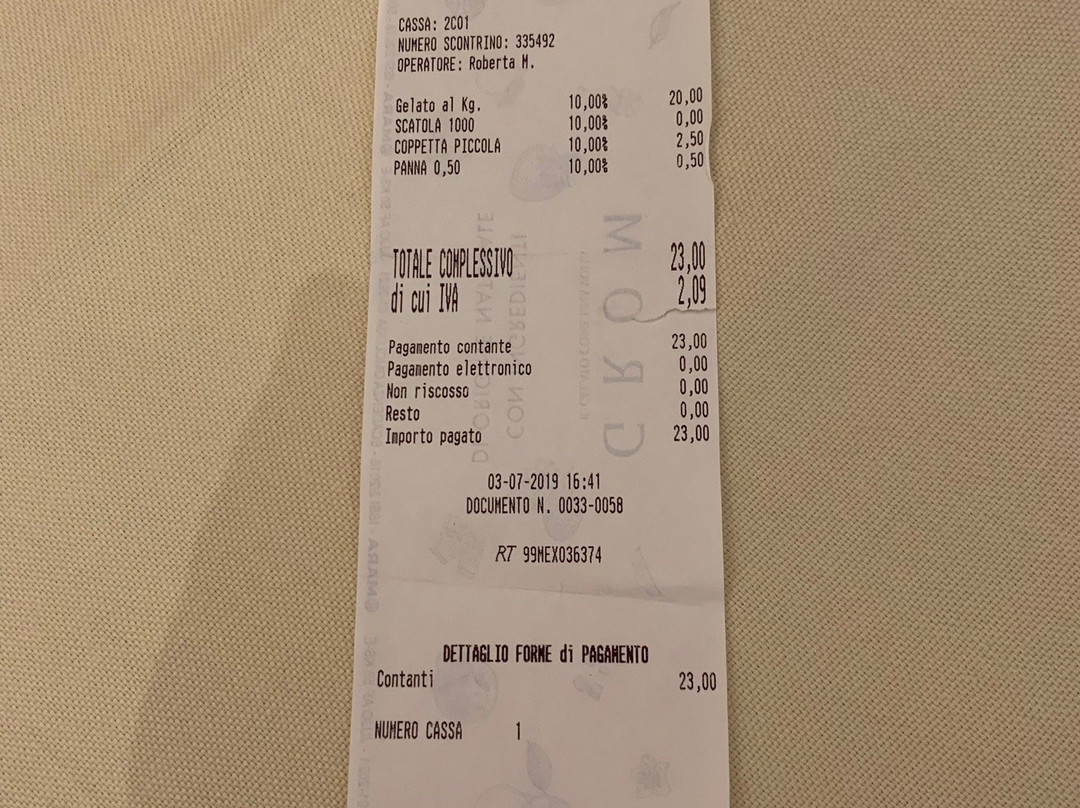 CASSA: 2C01
NUMERO SCONTRINO: 335492
OPERATORE: Roberta M.
Gelato al Kg. 10,00% 20,00
SCATOLA 1000 10,00% 0,00
COPPETTA PICCOLA 10,00% 2,50
PANNA 0,50 10,00% 0,50
TOTALE COMPLESSIVO 23,00
di cui IVA 2,09
Pagamento contante 23,00
Pagamento elettronico 0,00
Non riscosso 0,00
Resto 0,00
Importo pagato 23,00
03-07-2019 16:41
DOCUMENTO N. 0033-0058
RT 99MEX036374
DETTAGLIO FORME di PAGAMENTO
Contanti 23,00
NUMERO CASSA 1
GROM
CON INGREDIENTI